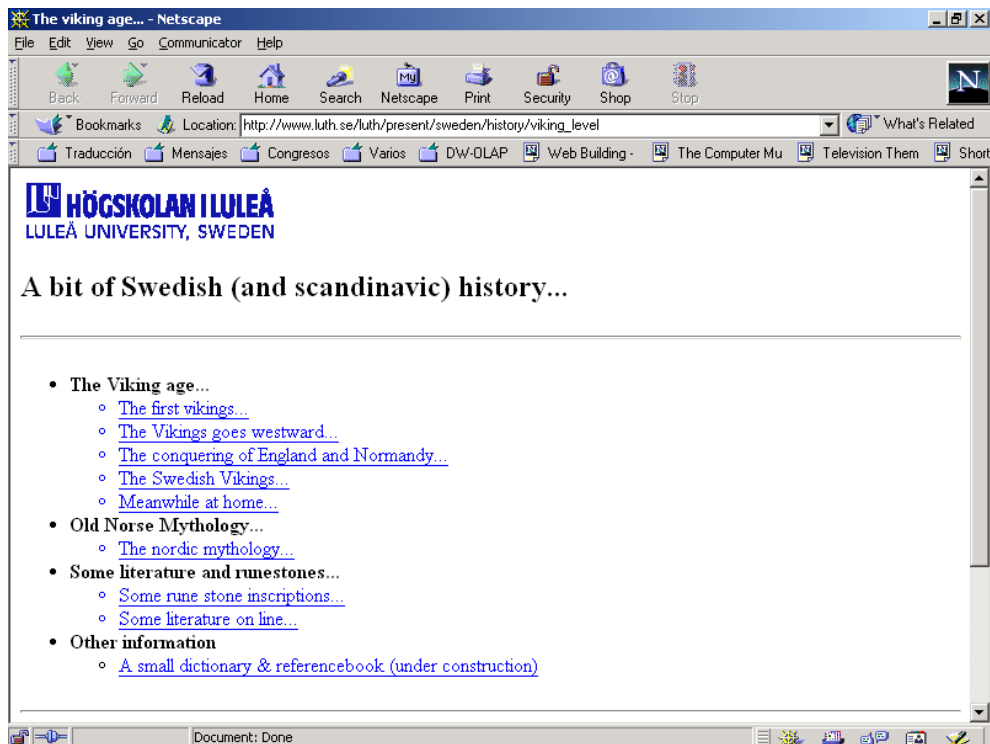 The viking age... - Netscape
File Edit View Go Communicator Help
Back Forward Reload Home Search Netscape Print Security Shop Stop
My
N
Bookmarks Location: http://www.luth.se/luth/present/sweden/history/viking_level What's Related
Traducción Mensajes Congresos Varios DW-OLAP Web Building - The Computer Mu Television Them Short
HÖGSKOLAN I LULEÅ
LULEÅ UNIVERSITY, SWEDEN
A bit of Swedish (and scandinavic) history...
The Viking age...
The first vikings...
The Vikings goes westward...
The conquering of England and Normandy...
The Swedish Vikings...
Meanwhile at home...
Old Norse Mythology...
The nordic mythology...
Some literature and runestones...
Some rune stone inscriptions...
Some literature on line...
Other information
A small dictionary & referencebook (under construction)
Document: Done